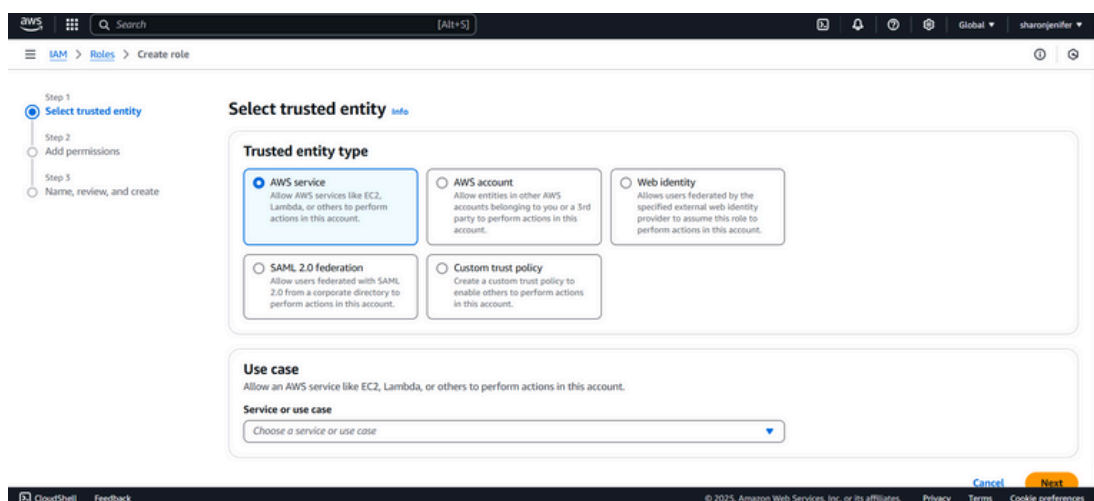 aws
Search
[Alt+S]
Global ▼
sharonjenifer ▼
IAM > Roles > Create role
Step 1
Select trusted entity
Step 2
Add permissions
Step 3
Name, review, and create
Select trusted entity Info
Trusted entity type
AWS service
Allow AWS services like EC2,
Lambda, or others to perform
actions in this account.
AWS account
Allow entities in other AWS
accounts belonging to you or a 3rd
party to perform actions in this
account.
Web identity
Allows users federated by the
specified external web identity
provider to assume this role to
perform actions in this account.
SAML 2.0 federation
Allow users federated with SAML
2.0 from a corporate directory to
perform actions in this account.
Custom trust policy
Create a custom trust policy to
enable others to perform actions
in this account.
Use case
Allow an AWS service like EC2, Lambda, or others to perform actions in this account.
Service or use case
Choose a service or use case
Cancel
Next
CloudShell
Feedback
© 2025, Amazon Web Services, Inc. or its affiliates.
Privacy
Terms
Cookie preferences